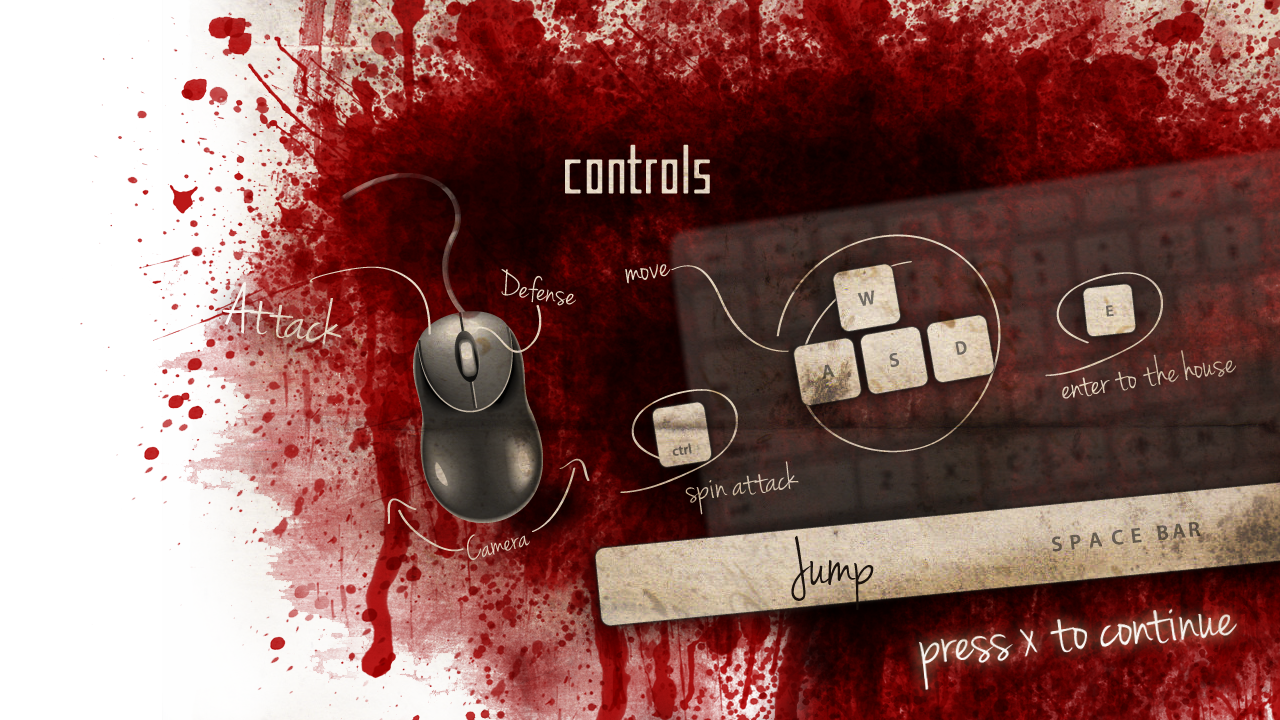 controls
move
W
E
Defense
Attack
A
S
D
enter to the house
ctrl
spin attack
SPACE BAR
Camera
Jump
press x to continue